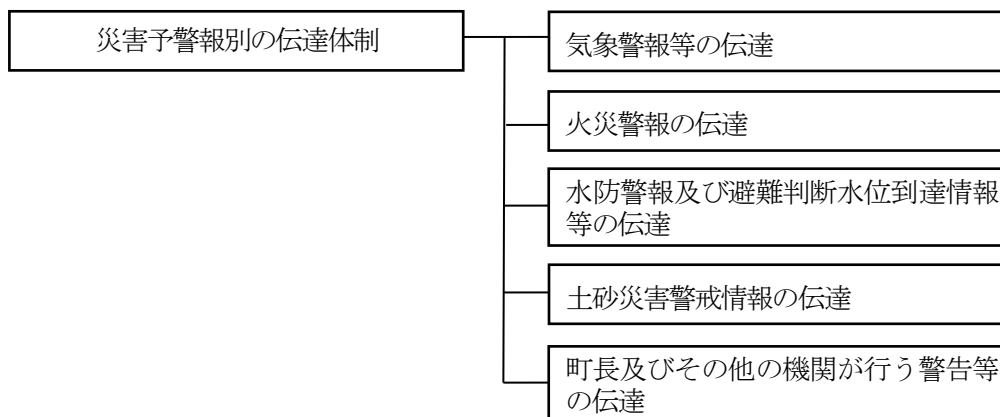 災害予警報別の伝達体制
気象警報等の伝達
火災警報の伝達
水防警報及び避難判断水位到達情報
等の伝達
土砂災害警戒情報の伝達
町長及びその他の機関が行う警告等
の伝達